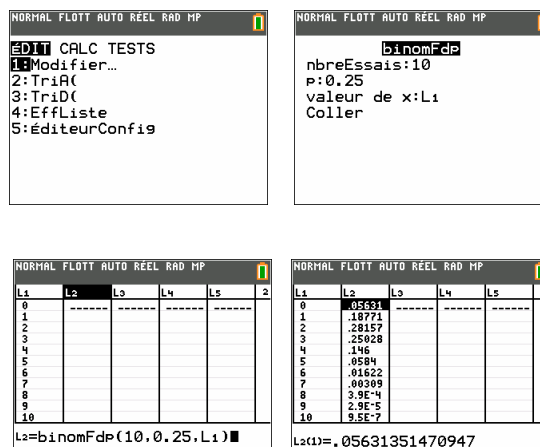 NORMAL FLOTT AUTO RÉEL RAD MP
ÉDIT CALC TESTS
1:Modifier…
2:TriA(
3:TriD(
4:EffListe
5:ÉditeurConfig
NORMAL FLOTT AUTO RÉEL RAD MP
binomFdp
nbreEssais:10
p:0.25
valeur de x:L₁
Coller
NORMAL FLOTT AUTO RÉEL RAD MP
L₁ L₂ L₃ L₄ L₅ 2
0 ------ ------ ------ ------
1
2
3
4
5
6
7
8
9
10
L₂=binomFdp(10,0.25,L₁)
NORMAL FLOTT AUTO RÉEL RAD MP
L₁ L₂ L₃ L₄ L₅
0 .05631 ------ ------ ------
1 .18771
2 .28157
3 .25028
4 .146
5 .0584
6 .01622
7 .00309
8 3.9E-4
9 2.9E-5
10 9.5E-7
L₂(1)=.05631351470947